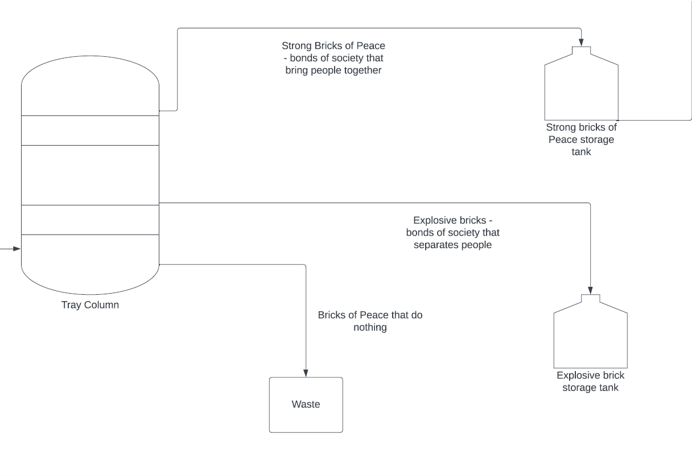 Strong Bricks of Peace
- bonds of society that
bring people together
Strong bricks of
Peace storage
tank
Explosive bricks -
bonds of society that
separates people
Tray Column
Bricks of Peace that do
nothing
Explosive brick
storage tank
Waste